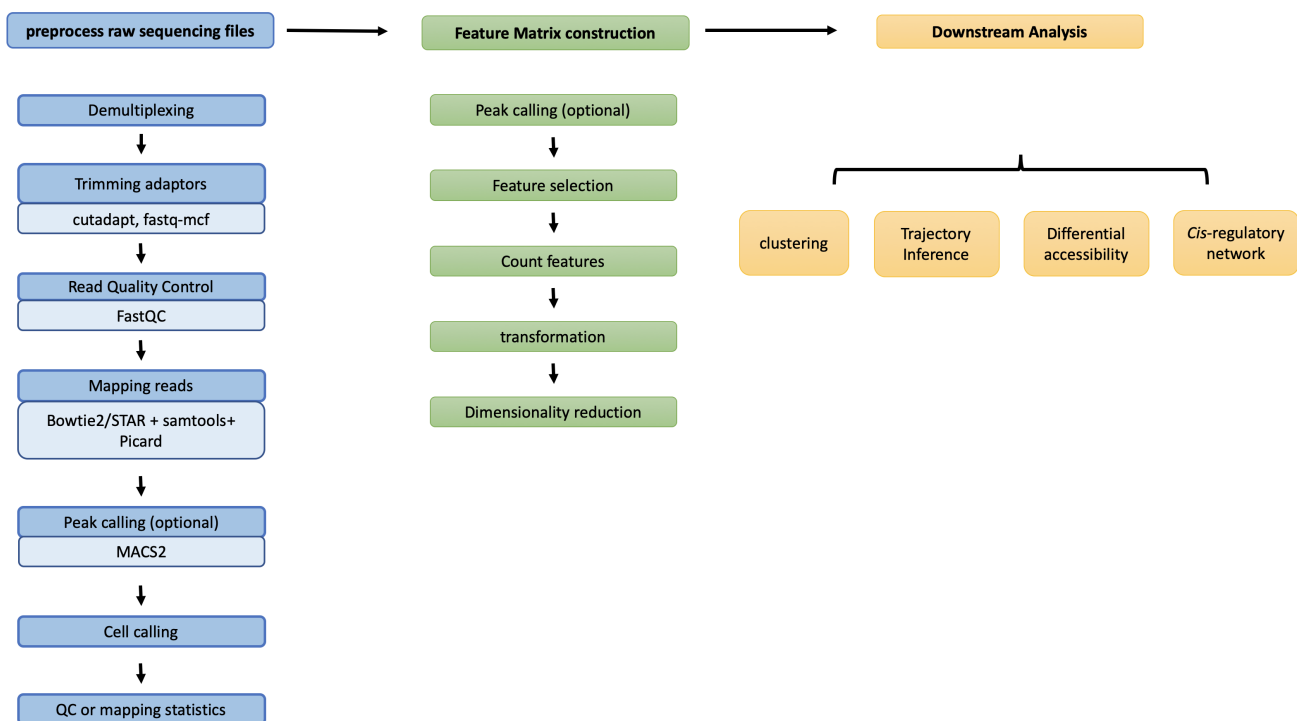 preprocess raw sequencing files
Feature Matrix construction
Downstream Analysis
Demultiplexing
Trimming adaptors
cutadapt, fastq-mcf
Read Quality Control
FastQC
Mapping reads
Bowtie2/STAR + samtools+
Picard
Peak calling (optional)
MACS2
Cell calling
QC or mapping statistics
Peak calling (optional)
Feature selection
Count features
transformation
Dimensionality reduction
clustering
Trajectory
Inference
Differential
accessibility
Cis-regulatory
network